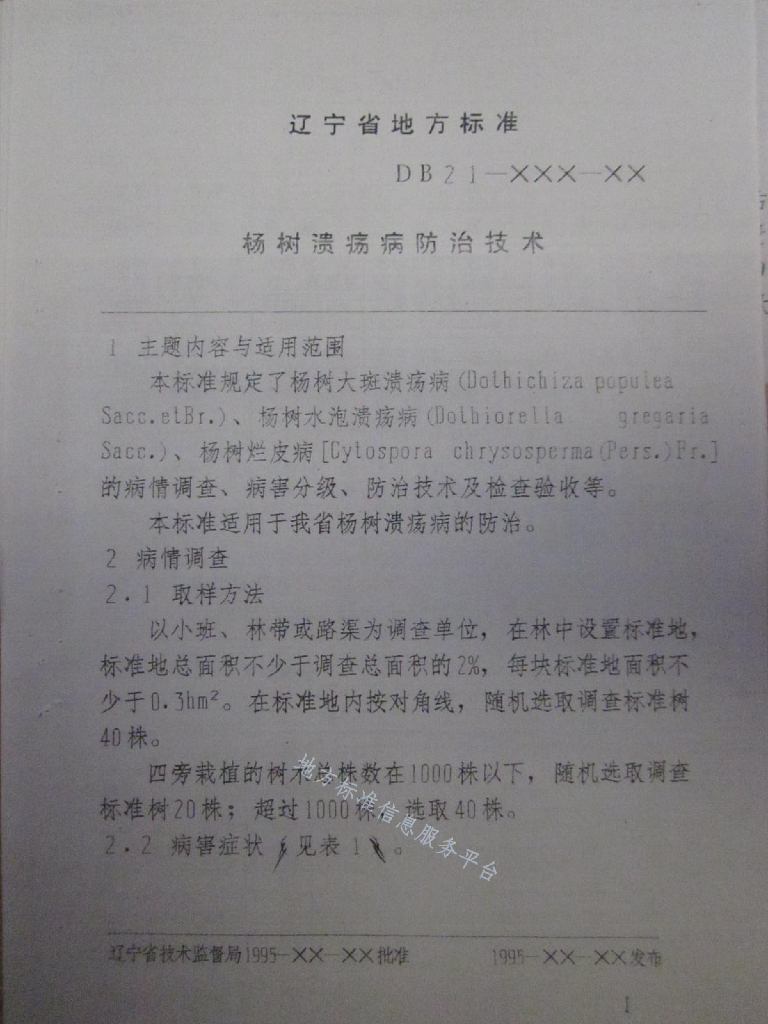 辽宁省地方标准
DB21—×××—××
杨树溃疡病防治技术
1 主题内容与适用范围
本标准规定了杨树大斑溃疡病(Dothichiza populea
Sacc.etBr.)、杨树水泡溃疡病(Dothiorella gregaria
Sacc.)、杨树烂皮病[Cytospora chrysosperma(Pers.)Fr.]
的病情调查、病害分级、防治技术及检查验收等。
本标准适用于我省杨树溃疡病的防治。
2 病情调查
2.1 取样方法
以小班、林带或路渠为调查单位，在林中设置标准地，
标准地总面积不少于调查总面积的2%，每块标准地面积不
少于0.3hm²。在标准地内按对角线，随机选取调查标准树
40株。
四旁栽植的树木总株数在1000株以下，随机选取调查
标准树20株；超过1000株，选取40株。
2.2 病害症状(见表1)。
地方标准信息服务平台
辽宁省技术监督局1995—××—××批准 1995—××—××发布
1